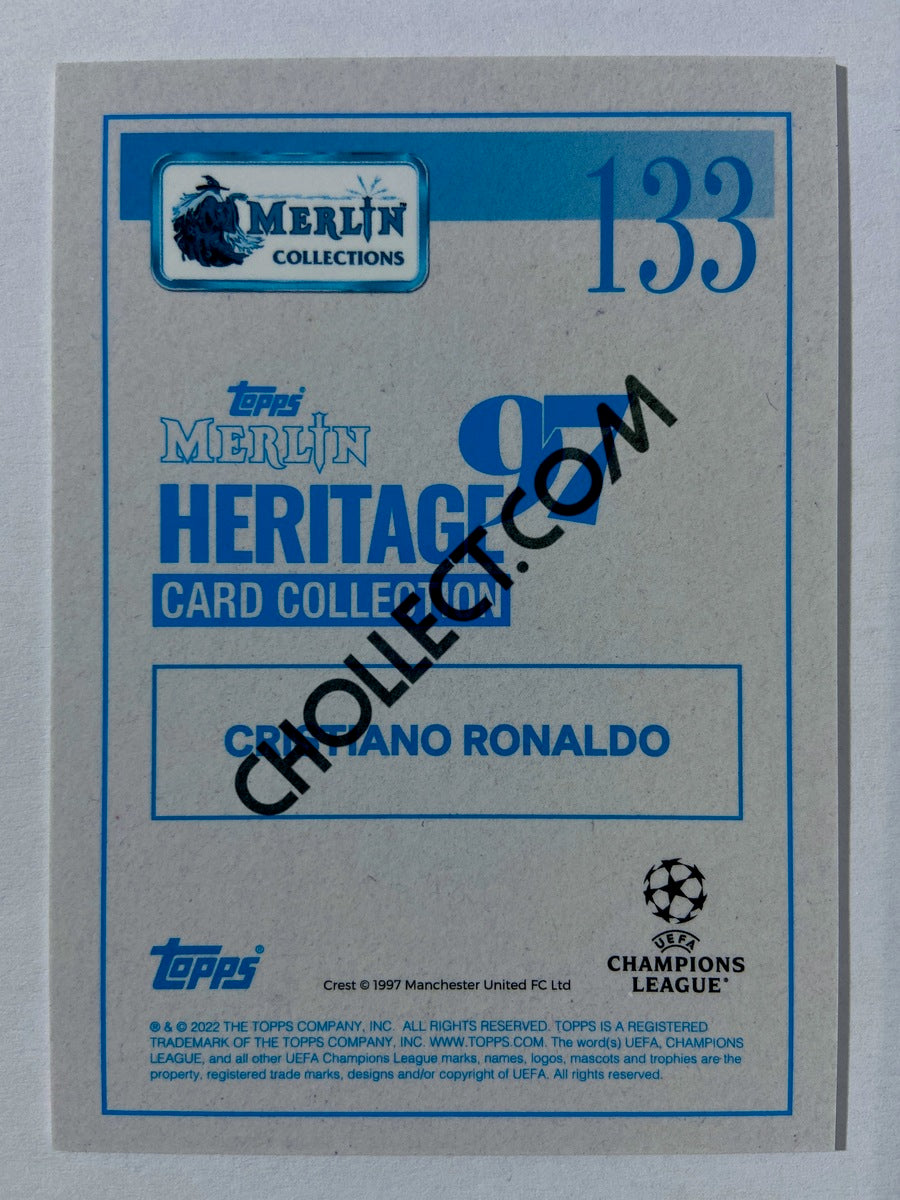 MERLIN
COLLECTIONS
133
Topps
MERLIN
97
HERITAGE
CARD COLLECTION
CHOLLECT.COM
CRISTIANO RONALDO
UEFA
CHAMPIONS
LEAGUE®
Topps®
Crest © 1997 Manchester United FC Ltd
® & © 2022 THE TOPPS COMPANY, INC. ALL RIGHTS RESERVED. TOPPS IS A REGISTERED
TRADEMARK OF THE TOPPS COMPANY, INC. WWW.TOPPS.COM. The word(s) UEFA, CHAMPIONS
LEAGUE, and all other UEFA Champions League marks, names, logos, mascots and trophies are the
property, registered trade marks, designs and/or copyright of UEFA. All rights reserved.